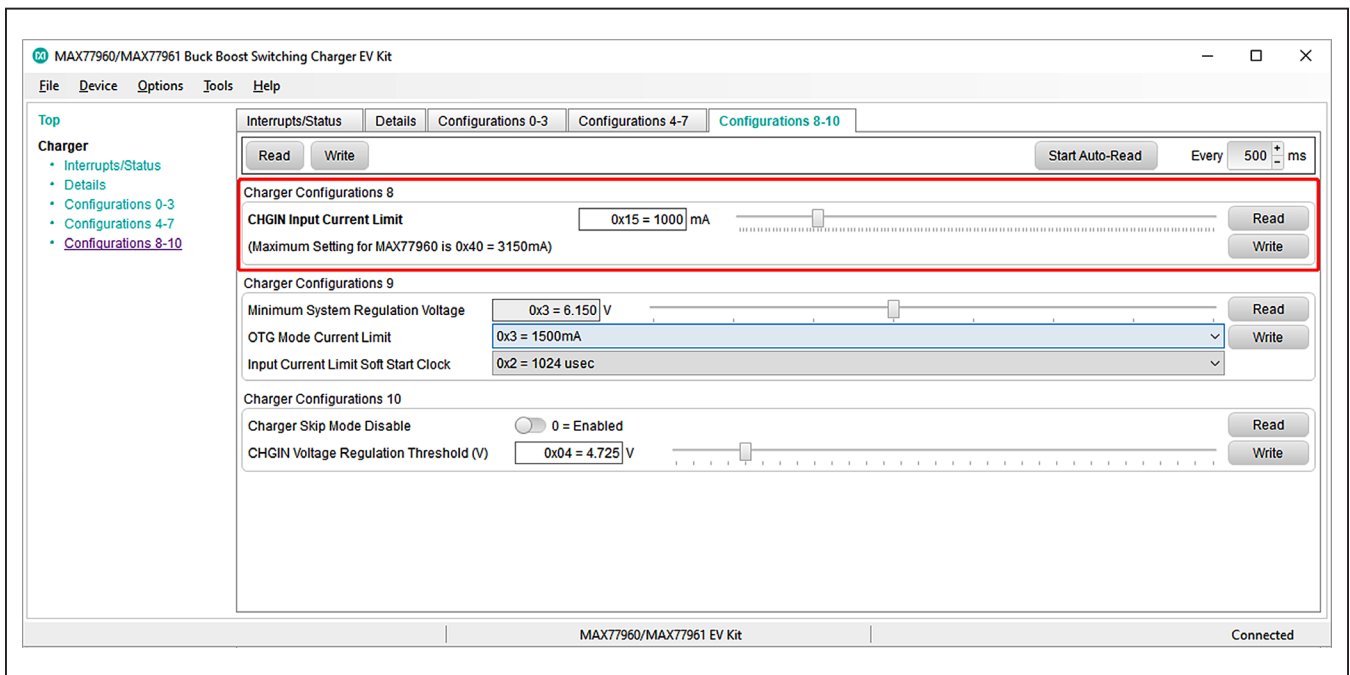 MAX77960/MAX77961 Buck Boost Switching Charger EV Kit
File Device Options Tools Help
Top
Charger
• Interrupts/Status
• Details
• Configurations 0-3
• Configurations 4-7
• Configurations 8-10
Interrupts/Status Details Configurations 0-3 Configurations 4-7 Configurations 8-10
Read Write Start Auto-Read Every 500 + - ms
Charger Configurations 8
CHGIN Input Current Limit 0x15 = 1000 mA Read
(Maximum Setting for MAX77960 is 0x40 = 3150mA) Write
Charger Configurations 9
Minimum System Regulation Voltage 0x3 = 6.150 V Read
OTG Mode Current Limit 0x3 = 1500mA Write
Input Current Limit Soft Start Clock 0x2 = 1024 usec
Charger Configurations 10
Charger Skip Mode Disable 0 = Enabled Read
CHGIN Voltage Regulation Threshold (V) 0x04 = 4.725 V Write
MAX77960/MAX77961 EV Kit Connected